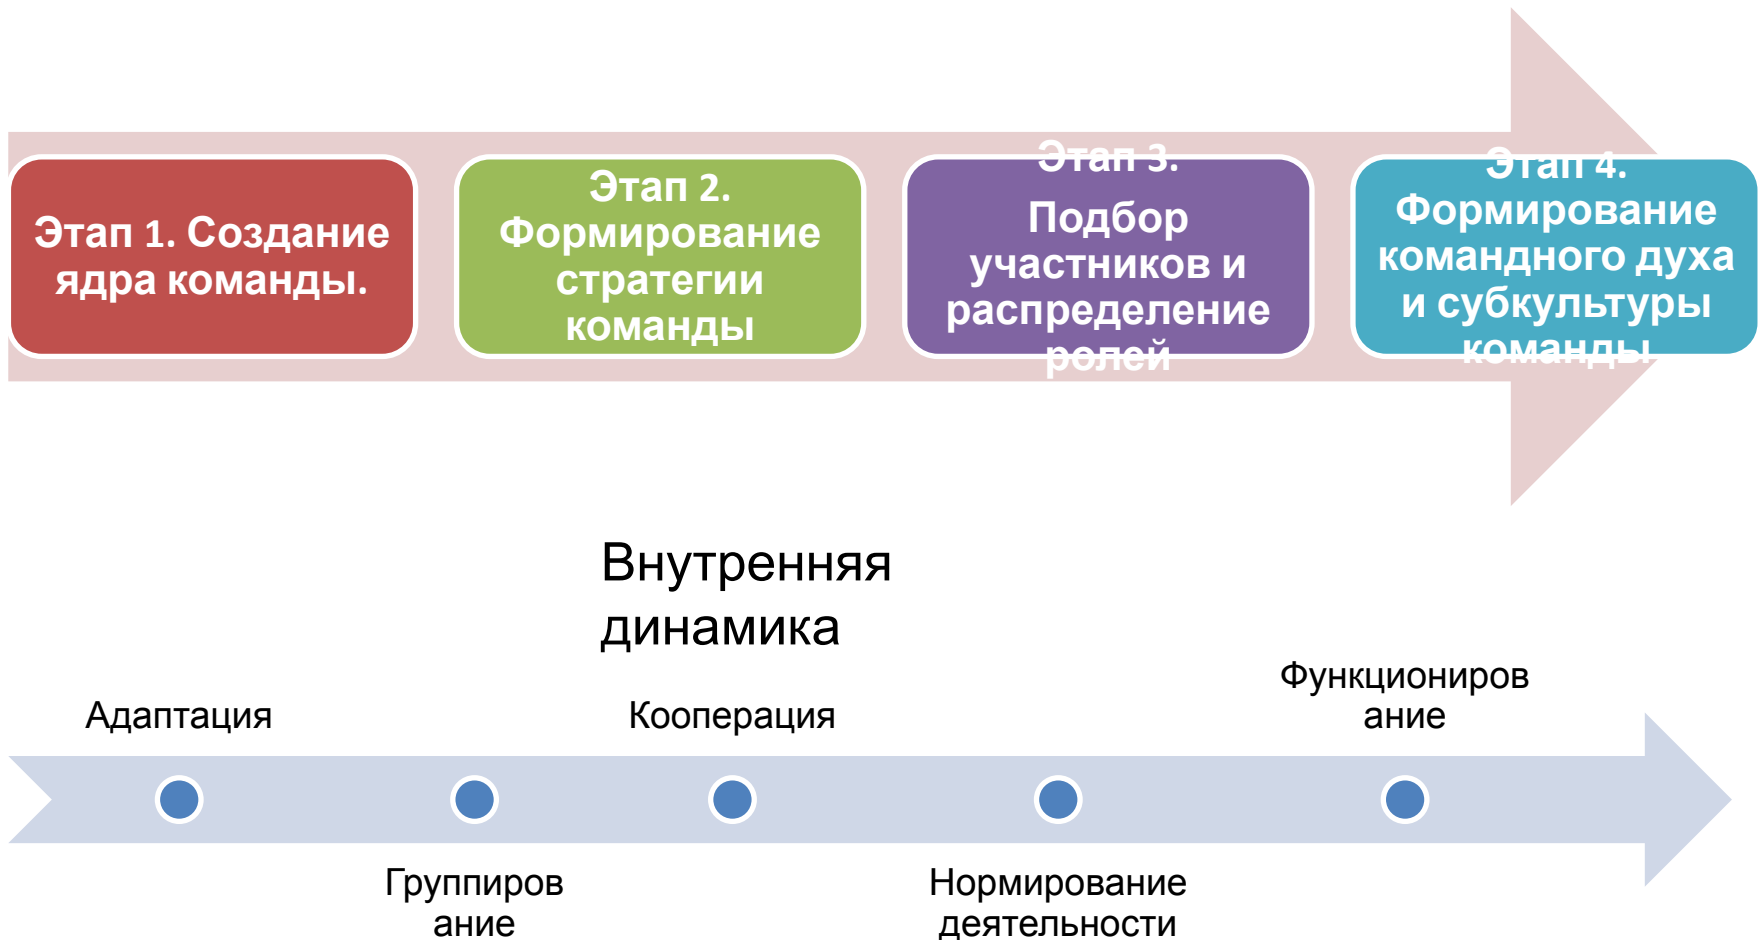 Этап 1. Создание
ядра команды.
Этап 2.
Формирование
стратегии
команды
Этап 3.
Подбор
участников и
распределение
ролей
Этап 4.
Формирование
командного духа
и субкультуры
команды
Внутренняя
динамика
Адаптация
Группиров
ание
Кооперация
Нормирование
деятельности
Функциониров
ание